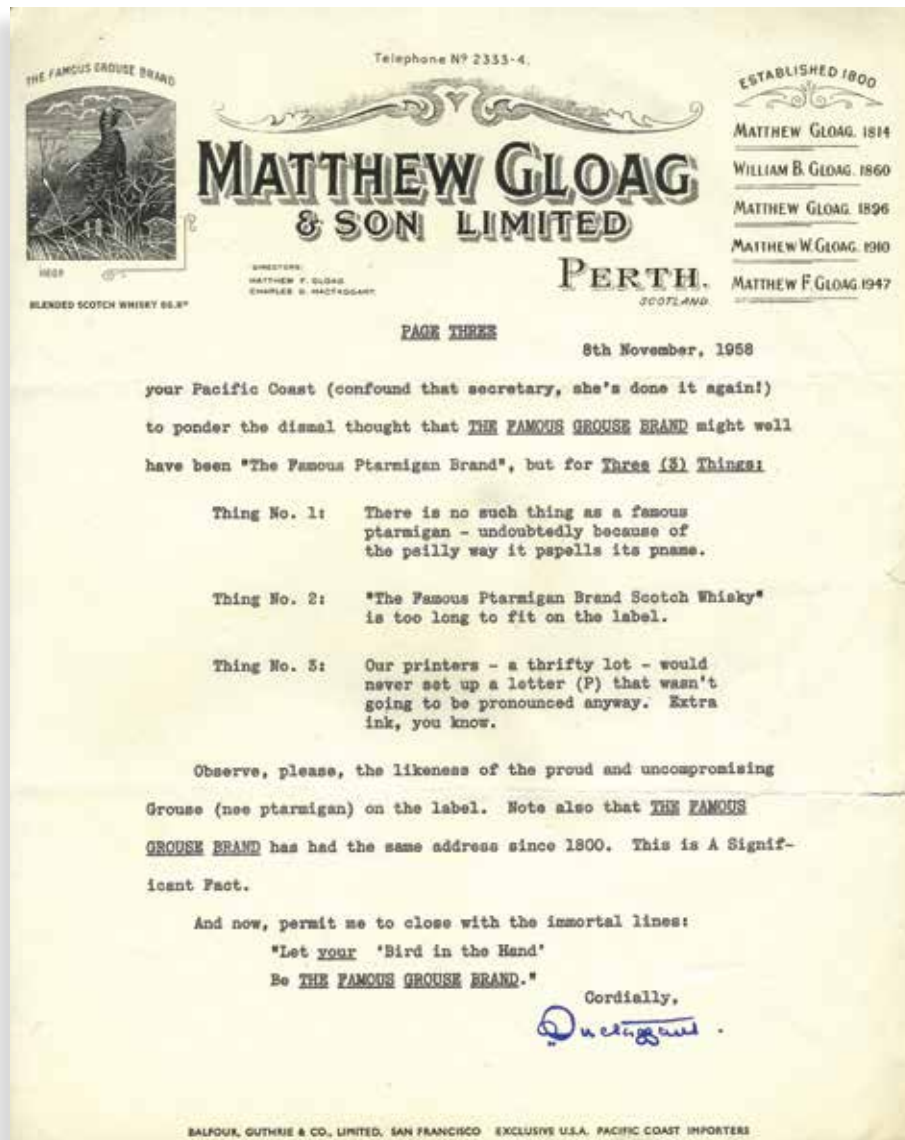 Telephone Nº 2333-4.
THE FAMOUS GROUSE BRAND
BLENDED SCOTCH WHISKY 86.8°
MATTHEW GLOAG
& SON LIMITED
DIRECTORS:
MATTHEW F. GLOAG.
CHARLES G. MACTAGGART.
PERTH.
SCOTLAND.
ESTABLISHED 1800
MATTHEW GLOAG. 1814
WILLIAM B. GLOAG. 1860
MATTHEW GLOAG. 1896
MATTHEW W. GLOAG. 1910
MATTHEW F. GLOAG 1947
PAGE THREE
8th November, 1958
your Pacific Coast (confound that secretary, she's done it again!)
to ponder the dismal thought that THE FAMOUS GROUSE BRAND might well
have been "The Famous Ptarmigan Brand", but for Three (3) Things:
Thing No. 1: There is no such thing as a famous
ptarmigan - undoubtedly because of
the psilly way it pspells its pname.
Thing No. 2: "The Famous Ptarmigan Brand Scotch Whisky"
is too long to fit on the label.
Thing No. 3: Our printers - a thrifty lot - would
never set up a letter (P) that wasn't
going to be pronounced anyway. Extra
ink, you know.
Observe, please, the likeness of the proud and uncompromising
Grouse (nee ptarmigan) on the label. Note also that THE FAMOUS
GROUSE BRAND has had the same address since 1800. This is A Signif-
icant Fact.
And now, permit me to close with the immortal lines:
"Let your 'Bird in the Hand'
Be THE FAMOUS GROUSE BRAND."
Cordially,
BALFOUR, GUTHRIE & CO., LIMITED, SAN FRANCISCO EXCLUSIVE U.S.A. PACIFIC COAST IMPORTERS